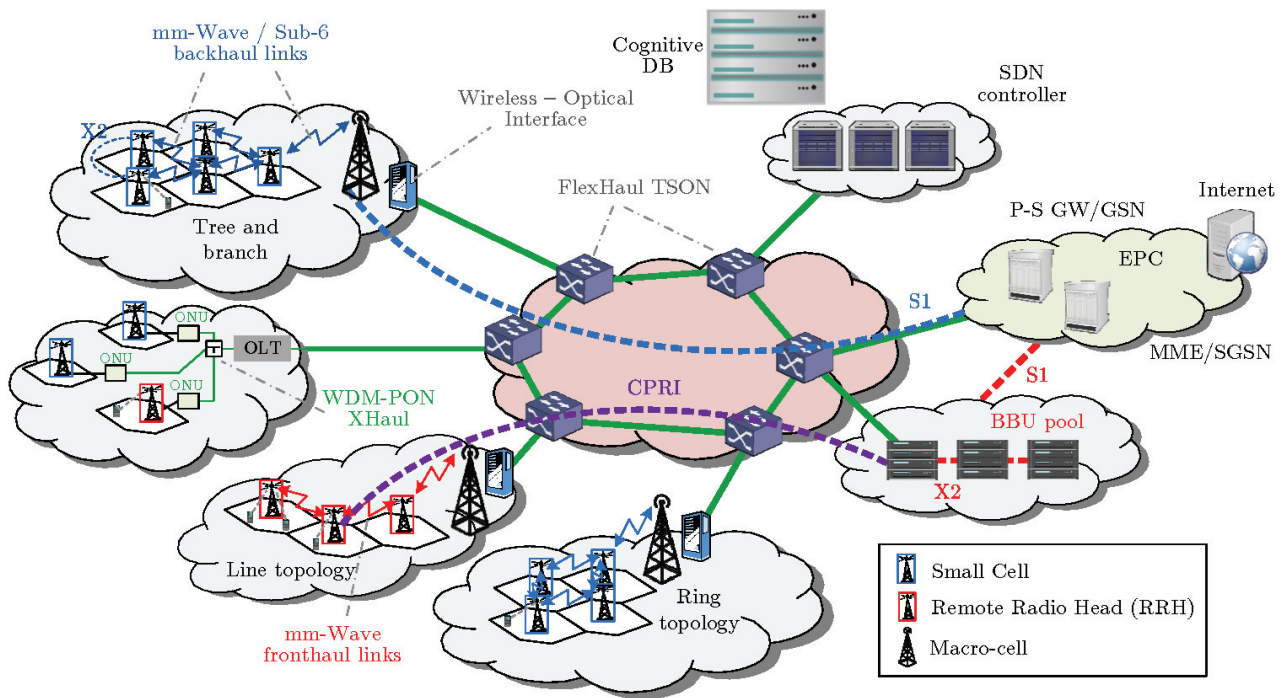 mm-Wave / Sub-6
backhaul links
Cognitive
DB
SDN
controller
Wireless – Optical
Interface
X2
FlexHaul TSON
Internet
P-S GW/GSN
Tree and
branch
EPC
S1
ONU
ONU
OLT
MME/SGSN
ONU
S1
WDM-PON
XHaul
CPRI
BBU pool
X2
Line topology
Ring
topology
mm-Wave
fronthaul links
Small Cell
Remote Radio Head (RRH)
Macro-cell